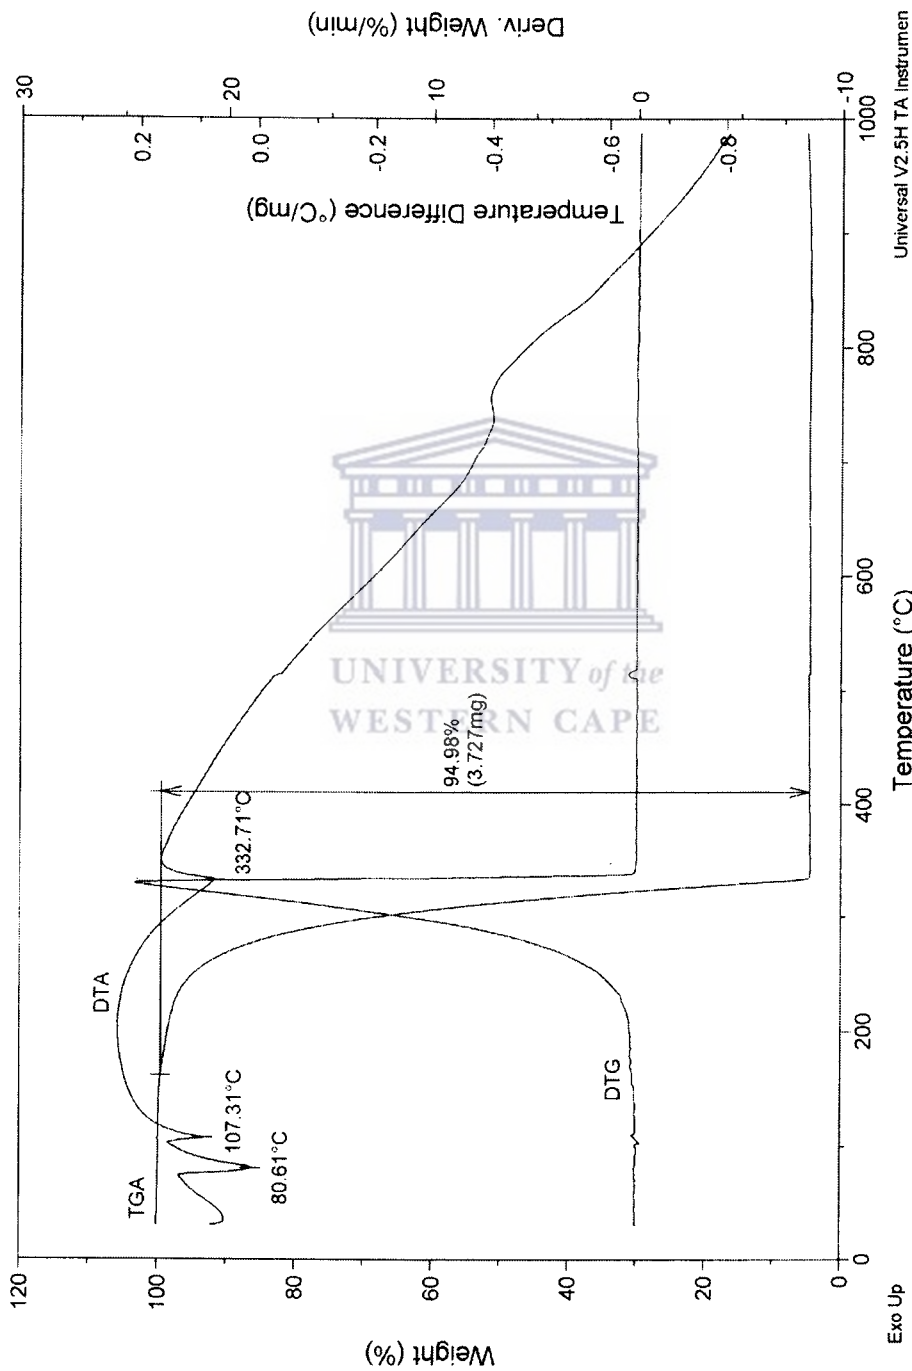 Weight (%)
120
100
80
60
40
20
0
TGA
DTA
DTG
80.61°C
107.31°C
332.71°C
94.98%
(3.727mg)
UNIVERSITY of the
WESTERN CAPE
0.2
0.0
-0.2
-0.4
-0.6
-0.8
Temperature Difference (°C/mg)
30
20
10
0
-10
Deriv. Weight (%/min)
0
200
400
600
800
1000
Exo Up
Temperature (°C)
Universal V2.5H TA Instrumen